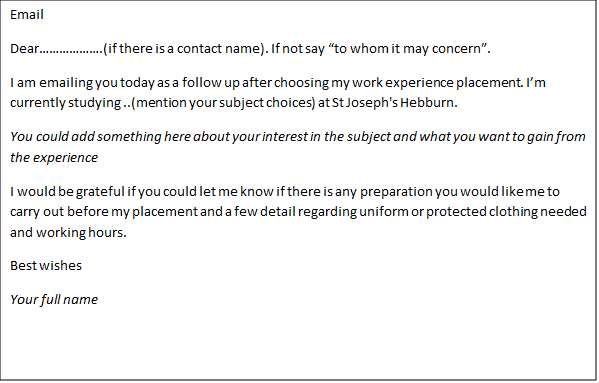 Email
Dear……………….(if there is a contact name). If not say “to whom it may concern”.
I am emailing you today as a follow up after choosing my work experience placement. I’m
currently studying ..(mention your subject choices) at St Joseph's Hebburn.
You could add something here about your interest in the subject and what you want to gain from
the experience
I would be grateful if you could let me know if there is any preparation you would like me to
carry out before my placement and a few detail regarding uniform or protected clothing needed
and working hours.
Best wishes
Your full name